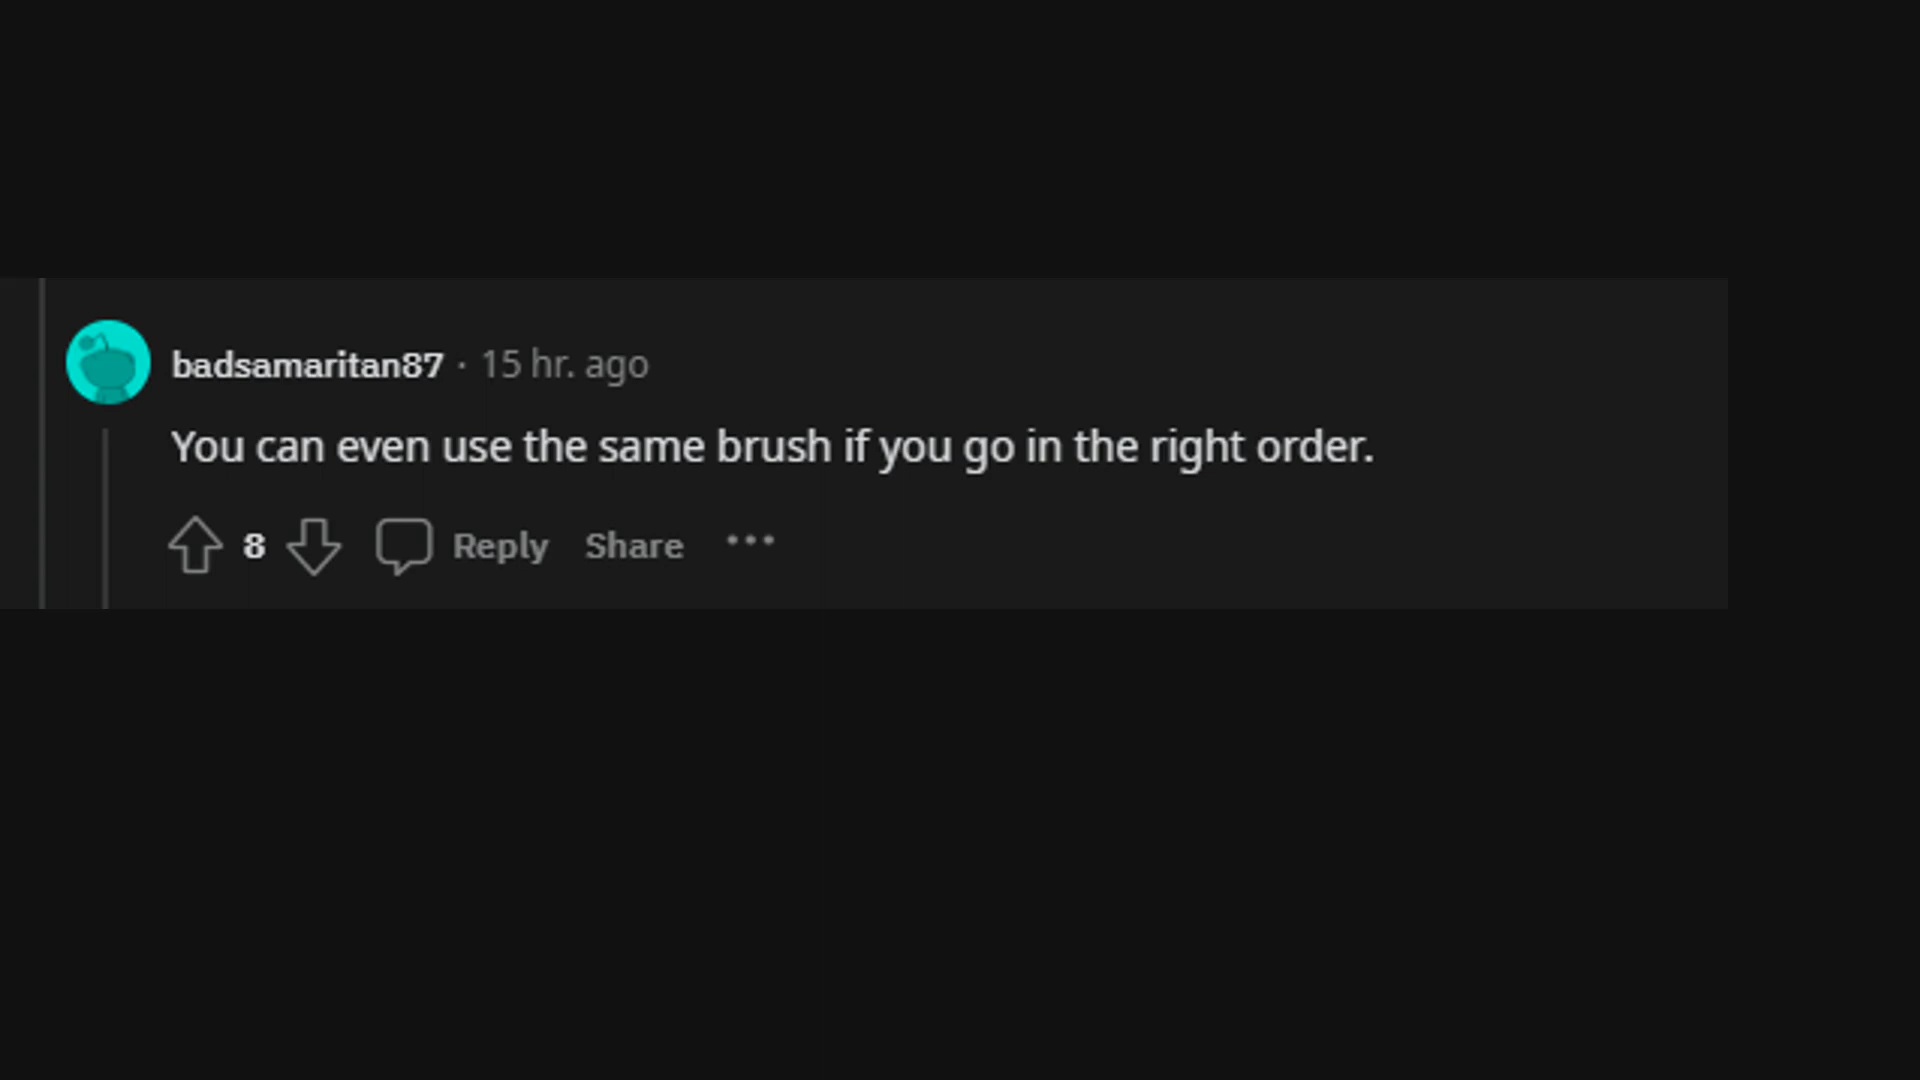 badsamaritan87 · 15 hr. ago
You can even use the same brush if you go in the right order.
8 Reply Share ...